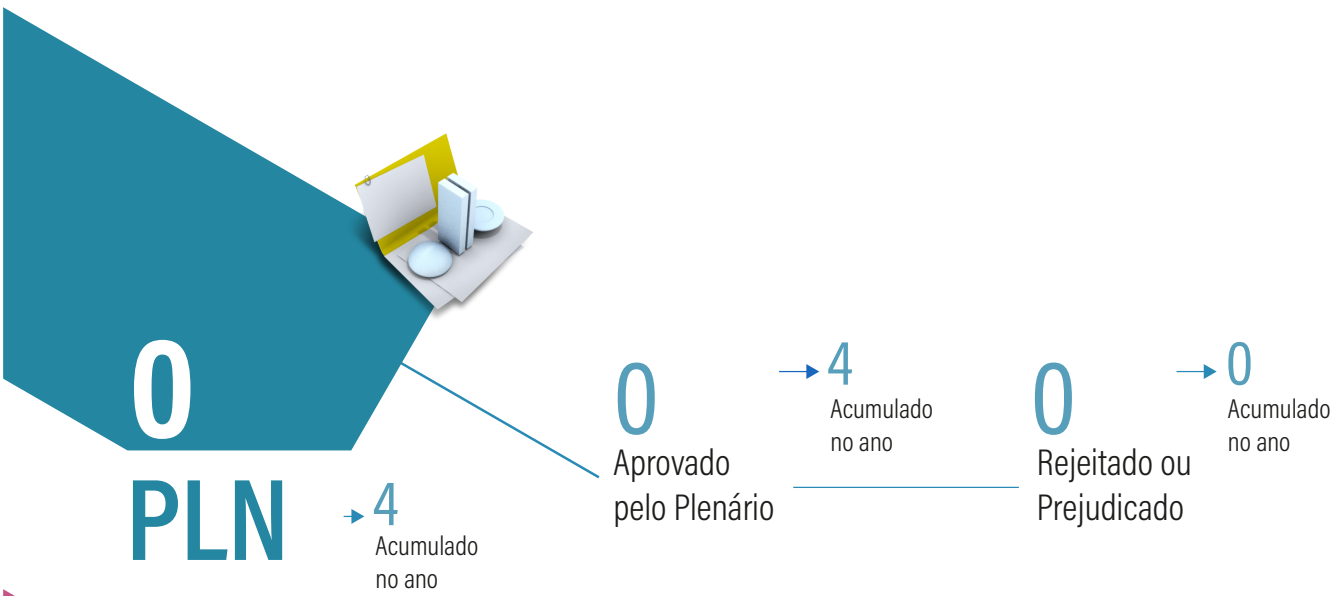 0
PLN
4
Acumulado
no ano
0
Aprovado
pelo Plenário
4
Acumulado
no ano
0
Rejeitado ou
Prejudicado
0
Acumulado
no ano